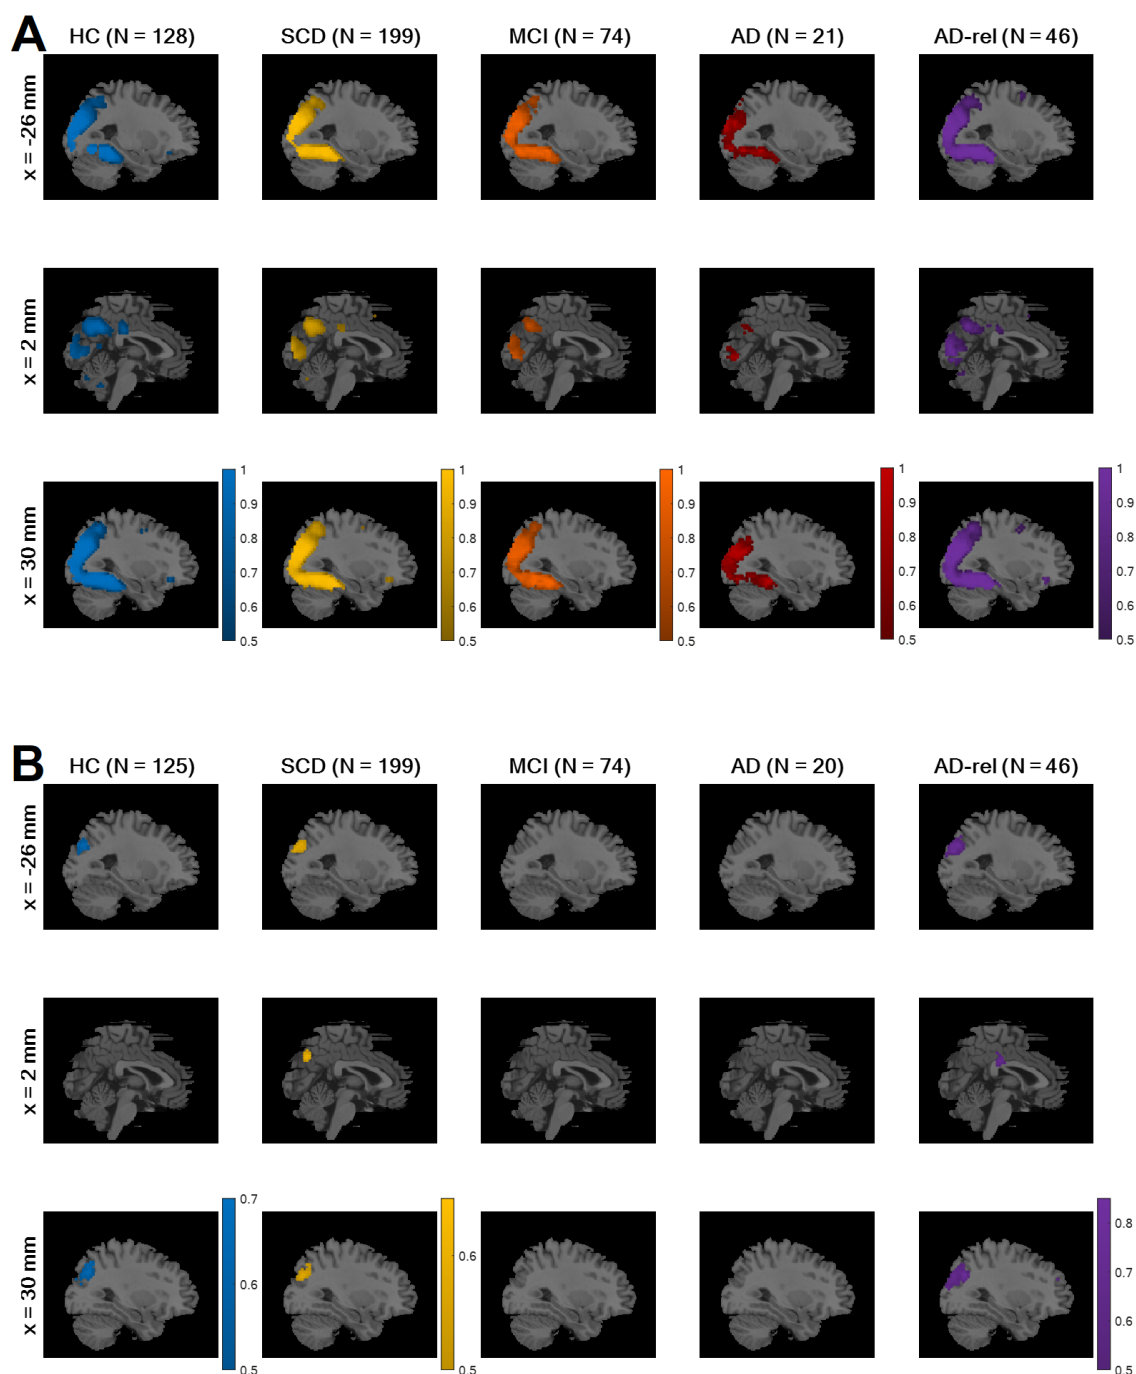 A
HC (N = 128) SCD (N = 199) MCI (N = 74) AD (N = 21) AD-rel (N = 46)
x = -26 mm
x = 2 mm
x = 30 mm
1 1 1 1 1
0.9 0.9 0.9 0.9 0.9
0.8 0.8 0.8 0.8 0.8
0.7 0.7 0.7 0.7 0.7
0.6 0.6 0.6 0.6 0.6
0.5 0.5 0.5 0.5 0.5
B
HC (N = 125) SCD (N = 199) MCI (N = 74) AD (N = 20) AD-rel (N = 46)
x = -26 mm
x = 2 mm
x = 30 mm
0.7
0.6
0.5
0.6
0.5
0.8
0.7
0.6
0.5